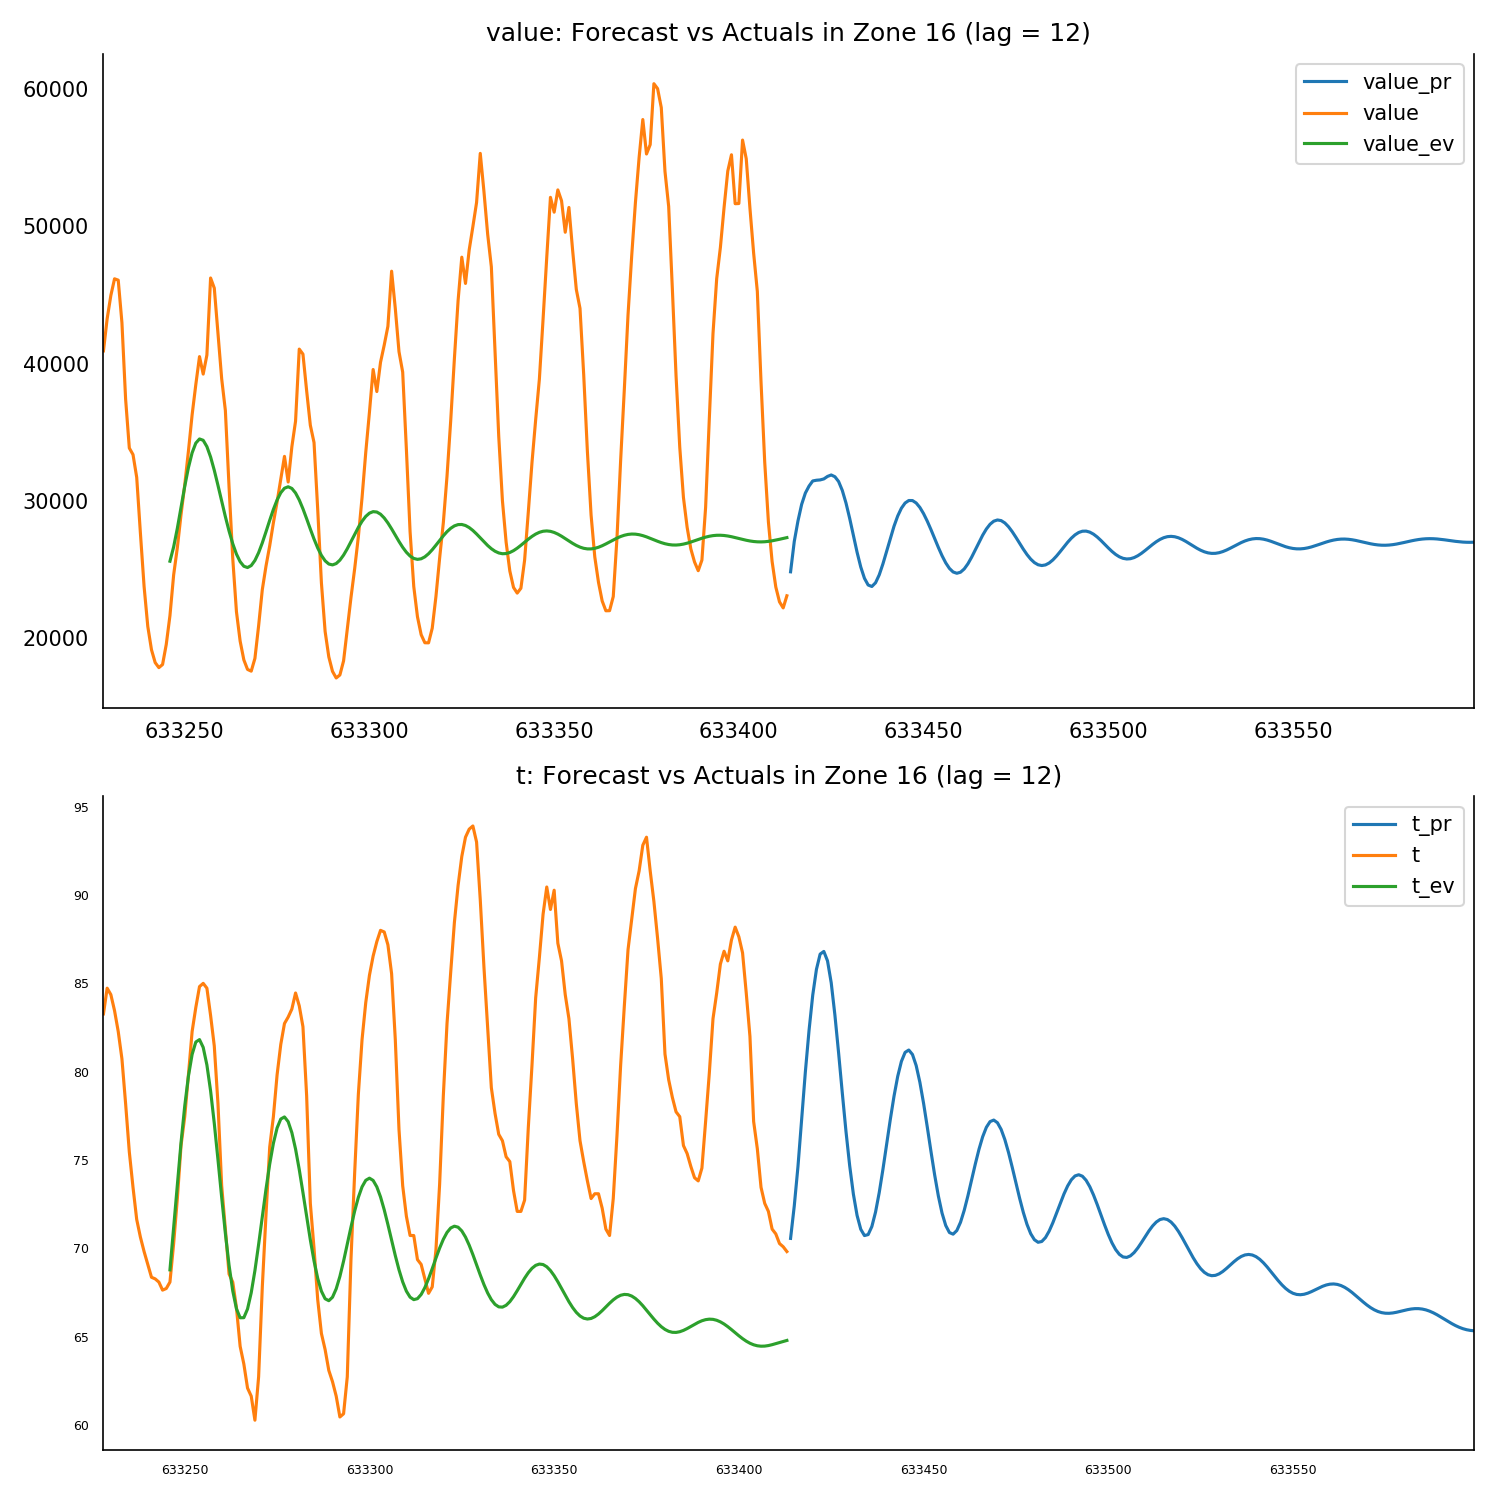 value: Forecast vs Actuals in Zone 16 (lag = 12)
value_pr
value
value_ev
60000
50000
40000
30000
20000
633250 633300 633350 633400 633450 633500 633550
t: Forecast vs Actuals in Zone 16 (lag = 12)
t_pr
t
t_ev
95
90
85
80
75
70
65
60
633250 633300 633350 633400 633450 633500 633550